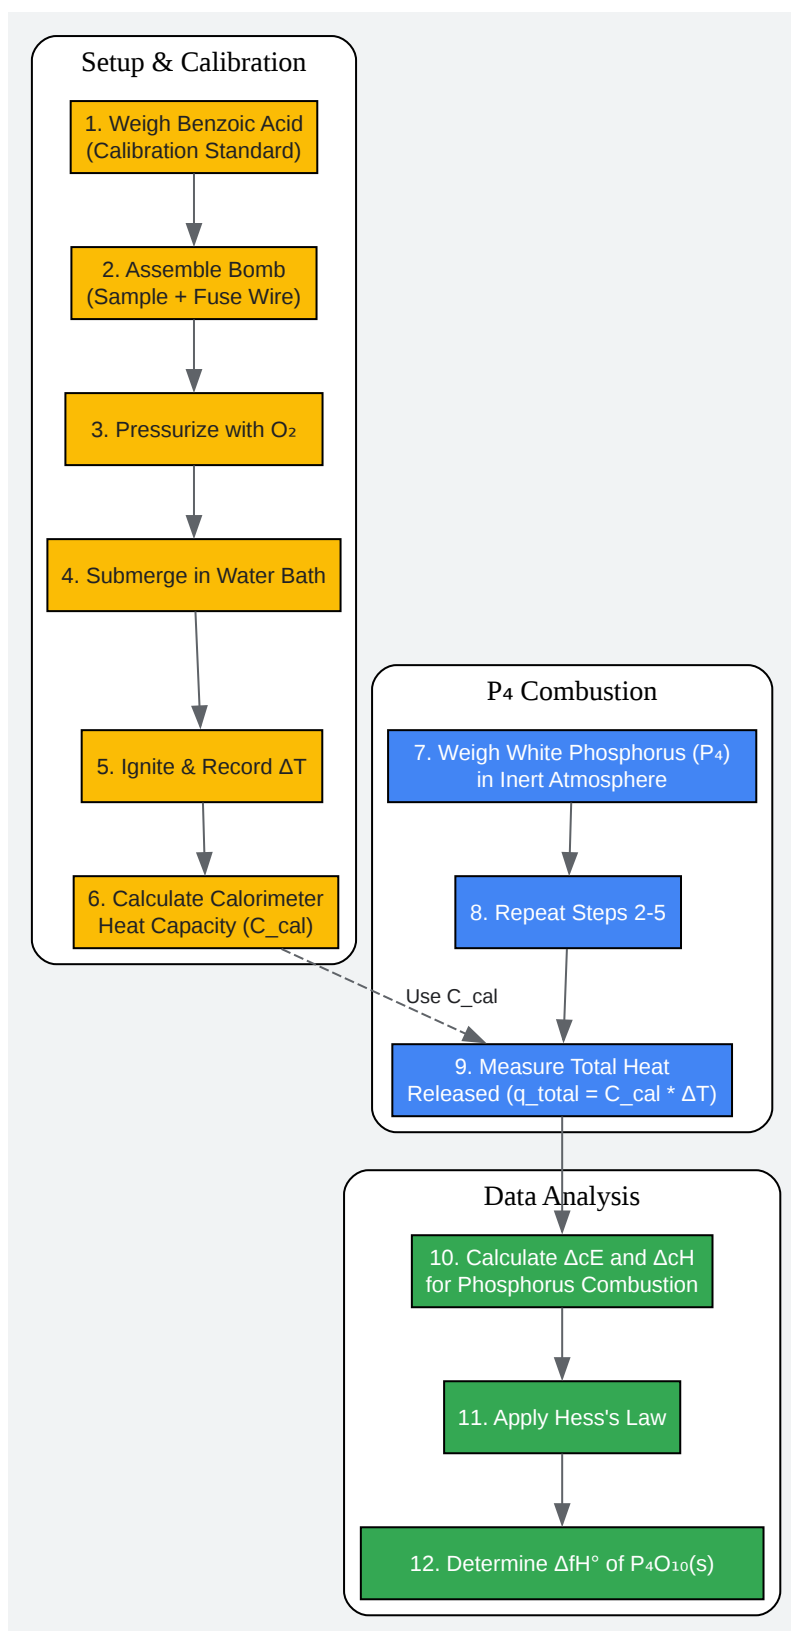 Setup & Calibration
1. Weigh Benzoic Acid
(Calibration Standard)
2. Assemble Bomb
(Sample + Fuse Wire)
3. Pressurize with O₂
4. Submerge in Water Bath
5. Ignite & Record ΔT
6. Calculate Calorimeter
Heat Capacity (C_cal)
P₄ Combustion
7. Weigh White Phosphorus (P₄)
in Inert Atmosphere
8. Repeat Steps 2-5
Use C_cal
9. Measure Total Heat
Released (q_total = C_cal * ΔT)
Data Analysis
10. Calculate ΔcE and ΔcH
for Phosphorus Combustion
11. Apply Hess's Law
12. Determine ΔfH° of P₄O₁₀(s)